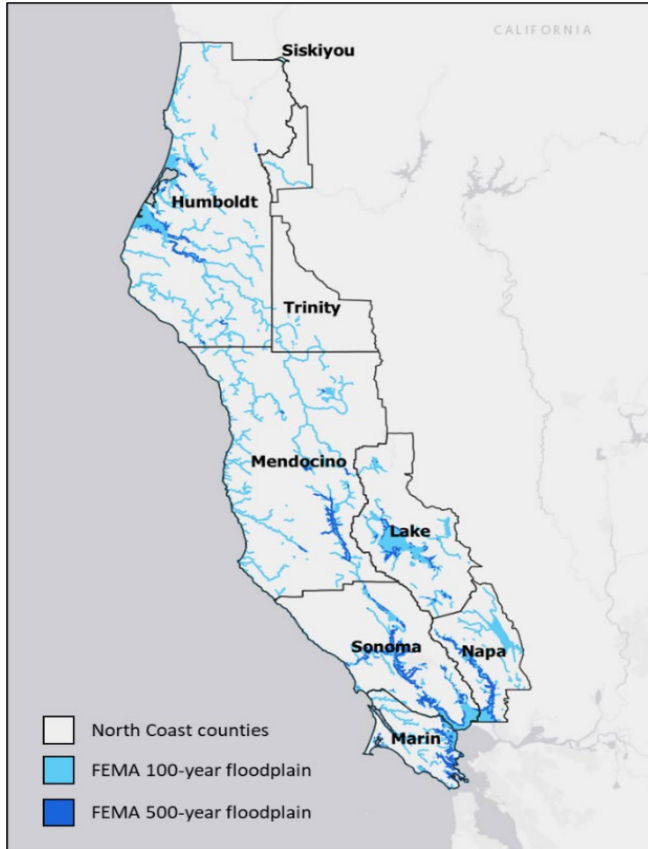 CALIFORNIA
Siskiyou
Humboldt
Trinity
Mendocino
Lake
Sonoma
Napa
Marin
North Coast counties
FEMA 100-year floodplain
FEMA 500-year floodplain